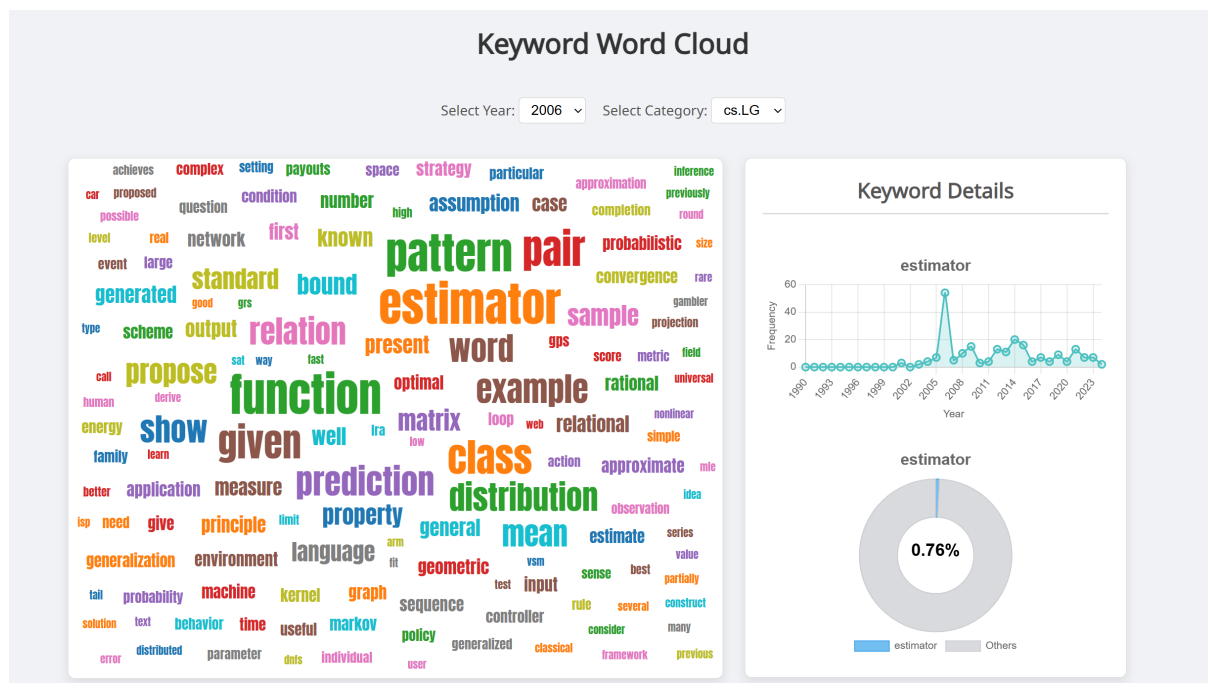 Keyword Word Cloud
Select Year: 2006 Select Category: cs.LG
achieves complex setting payouts space strategy particular inference
car proposed question condition number high assumption case approximation completion previously
possible round
level real network first known pattern pair probabilistic size
event large standard bound convergence rare
generated good grs estimator sample gambler
type scheme output relation present word gps projection
sat way fast score metric field
call propose function optimal example rational universal
human derive
energy show given well lra matrix low loop web relational nonlinear simple
family learn class action approximate mle
better application measure prediction distribution idea
isp need give principle limit property general mean estimate observation series
generalization environment language arm fit geometric vsm sense best value partially
tail probability machine kernel graph sequence test input controller rule several construct
solution text behavior time useful markov policy generalized consider many
error distributed parameter dnfs individual user classical framework previous
Keyword Details
estimator
60
40
20
0
Frequency
1990 1993 1996 1999 2002 2005 2008 2011 2014 2017 2020 2023
Year
estimator
0.76%
estimator Others